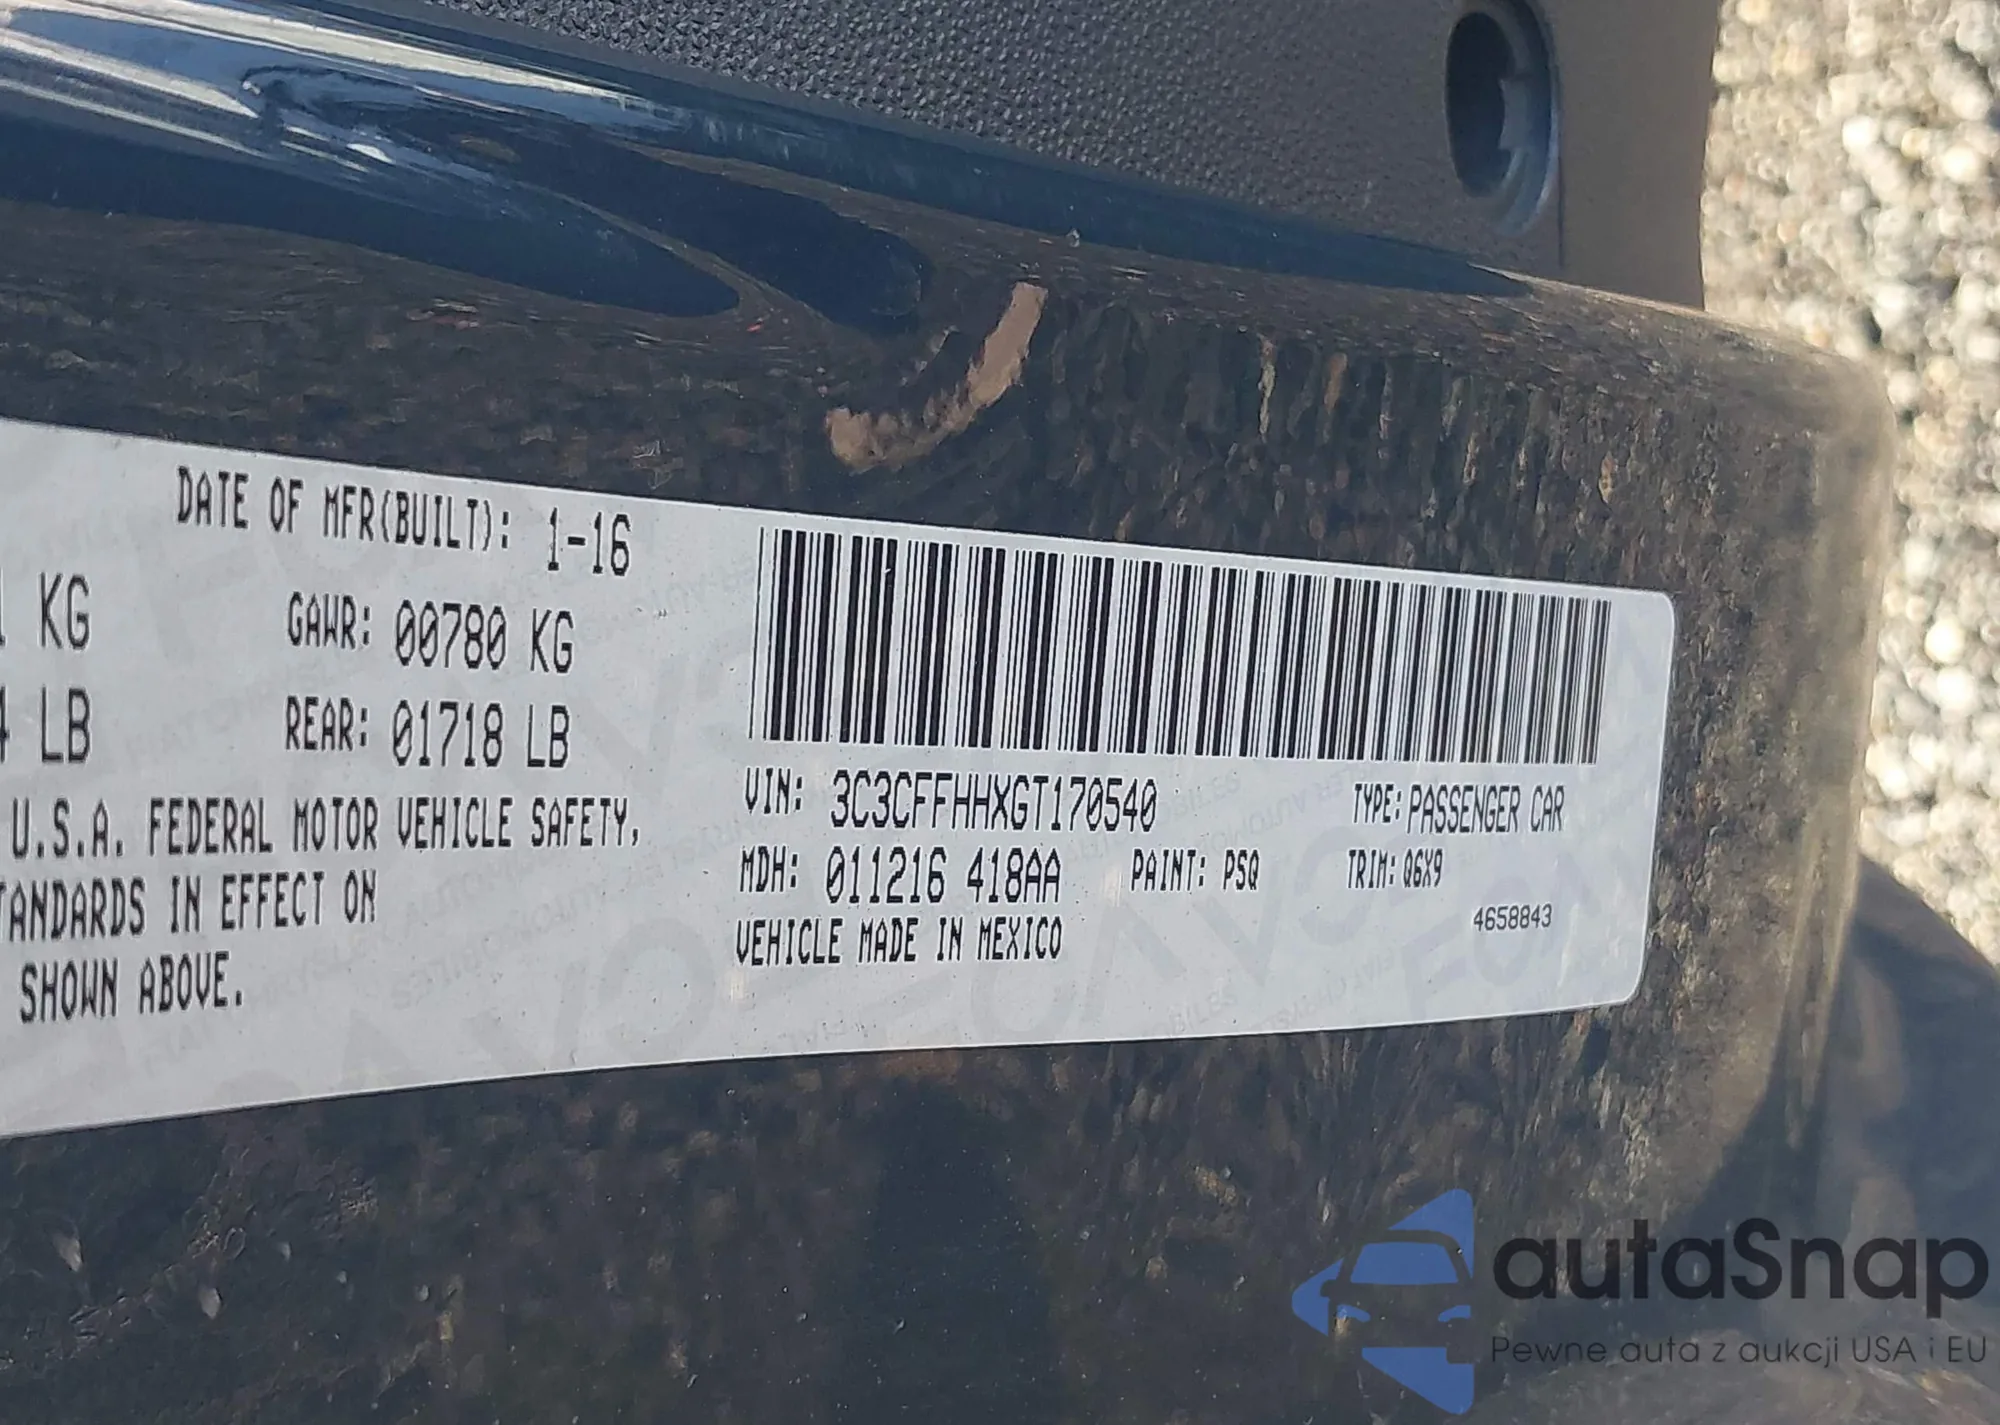 DATE OF MFR(BUILT): 1-16
KG GAWR: 00780 KG
LB REAR: 01718 LB
U.S.A. FEDERAL MOTOR VEHICLE SAFETY,
TANDARDS IN EFFECT ON
SHOWN ABOVE.
VIN: 3C3CFFHHXGT170540 TYPE: PASSENGER CAR
MDH: 011216 418AA PAINT: PSQ TRIM: Q6X9
VEHICLE MADE IN MEXICO 4658843
autaSnap
Pewne auta z aukcji USA i EU